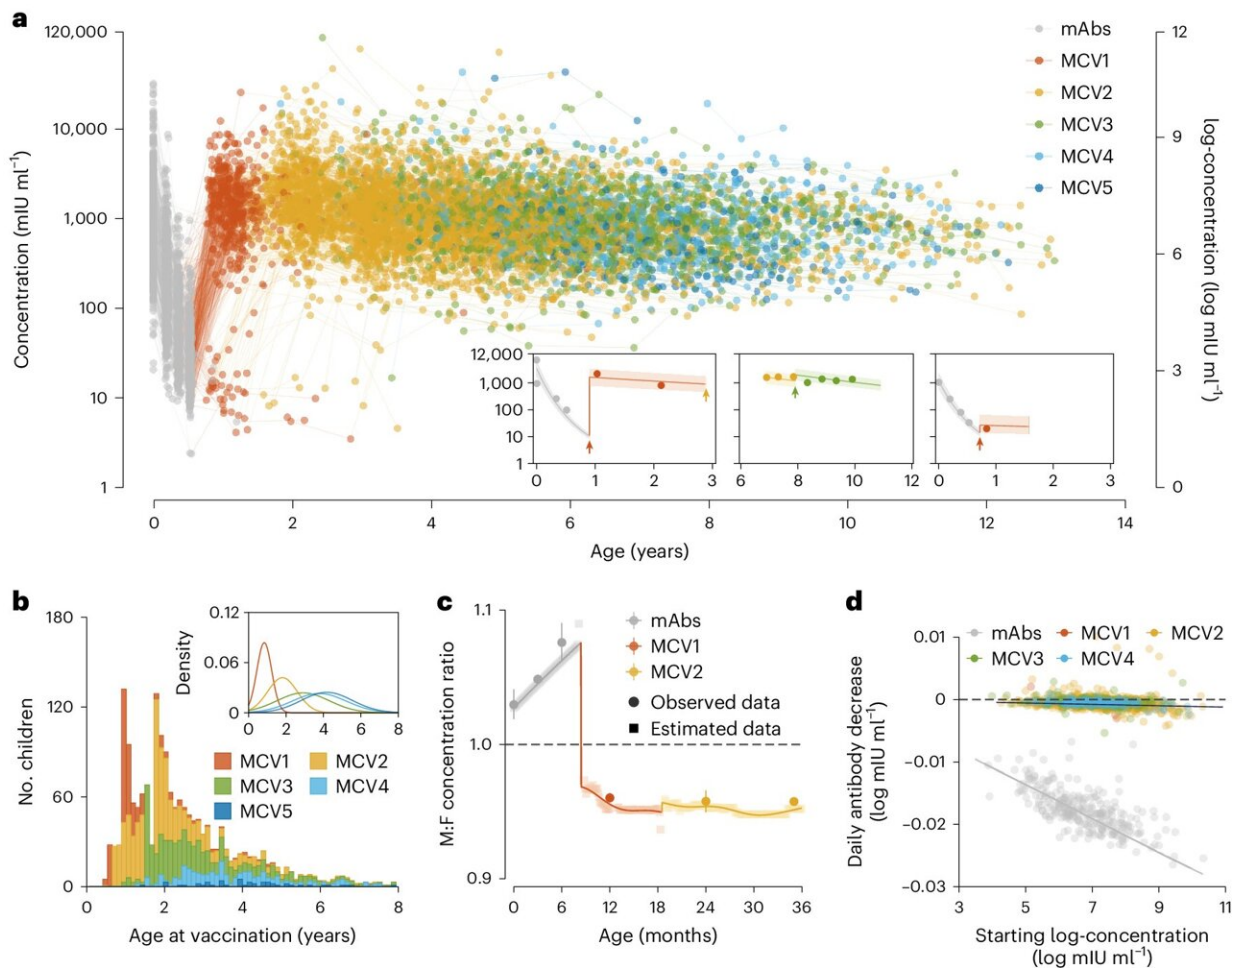 a
120,000
10,000
1,000
100
10
1
Concentration (mIU ml⁻¹)
mAbs
MCV1
MCV2
MCV3
MCV4
MCV5
12
9
6
3
0
log-concentration (log mIU ml⁻¹)
12,000
1,000
100
10
1
0 1 2 3
6 8 10 12
0 1 2 3
0 2 4 6 8 10 12 14
Age (years)
b
180
120
60
0
No. children
0.12
0.06
0
Density
0 2 4 6 8
MCV1 MCV2
MCV3 MCV4
MCV5
0 2 4 6 8
Age at vaccination (years)
c
1.1
1.0
0.9
M:F concentration ratio
mAbs
MCV1
MCV2
Observed data
Estimated data
0 6 12 18 24 30 36
Age (months)
d
0.01
0
−0.01
−0.02
−0.03
Daily antibody decrease
(log mIU ml⁻¹)
mAbs MCV1 MCV2
MCV3 MCV4
3 5 7 9 11
Starting log-concentration
(log mIU ml⁻¹)